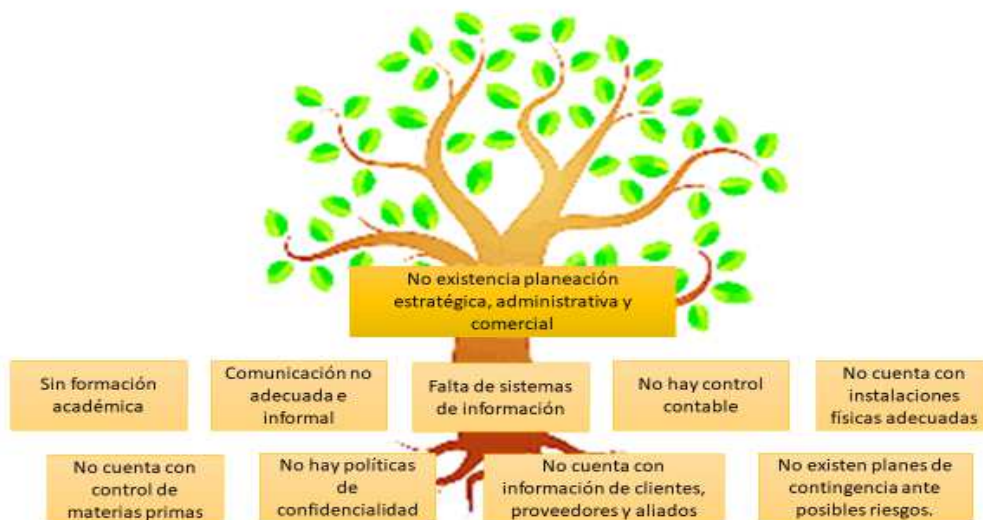 No existencia planeación
estratégica, administrativa y
comercial
Sin formación
académica
Comunicación no
adecuada e
informal
Falta de sistemas
de información
No hay control
contable
No cuenta con
instalaciones
físicas adecuadas
No cuenta con
control de
materias primas
No hay políticas
de
confidencialidad
No cuenta con
información de clientes,
proveedores y aliados
No existen planes de
contingencia ante
posibles riesgos.